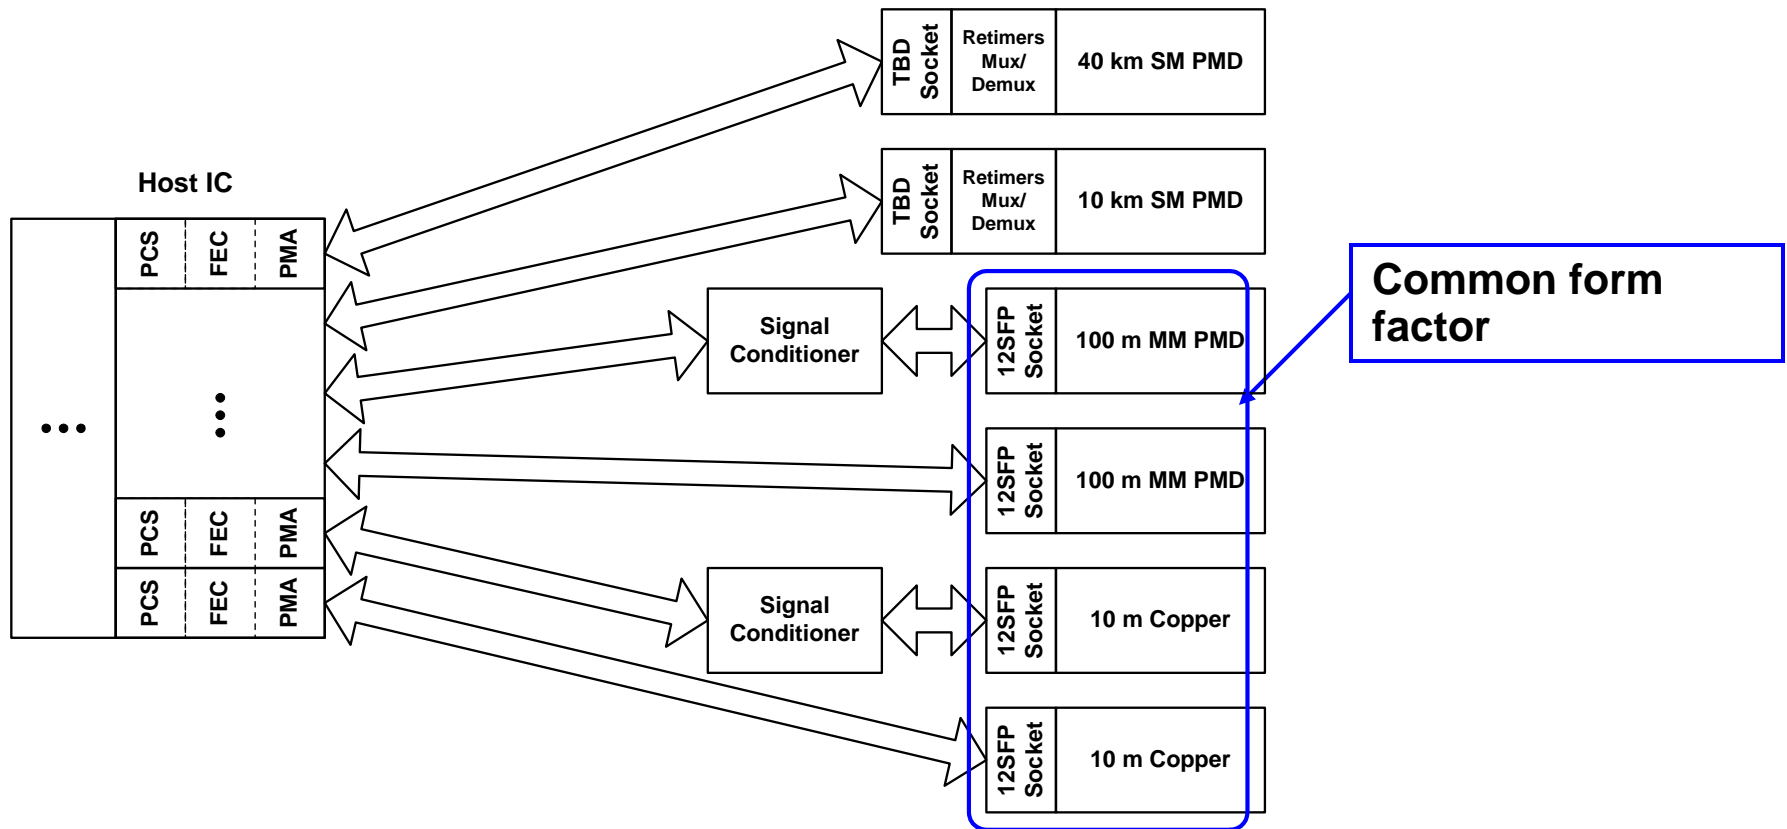 TBD
Socket
Retimers
Mux/
Demux
40 km SM PMD
TBD
Socket
Retimers
Mux/
Demux
10 km SM PMD
Host IC
PCS
FEC
PMA
...
...
PCS
FEC
PMA
PCS
FEC
PMA
Signal
Conditioner
12SFP
Socket
100 m MM PMD
12SFP
Socket
100 m MM PMD
Signal
Conditioner
12SFP
Socket
10 m Copper
12SFP
Socket
10 m Copper
Common form
factor